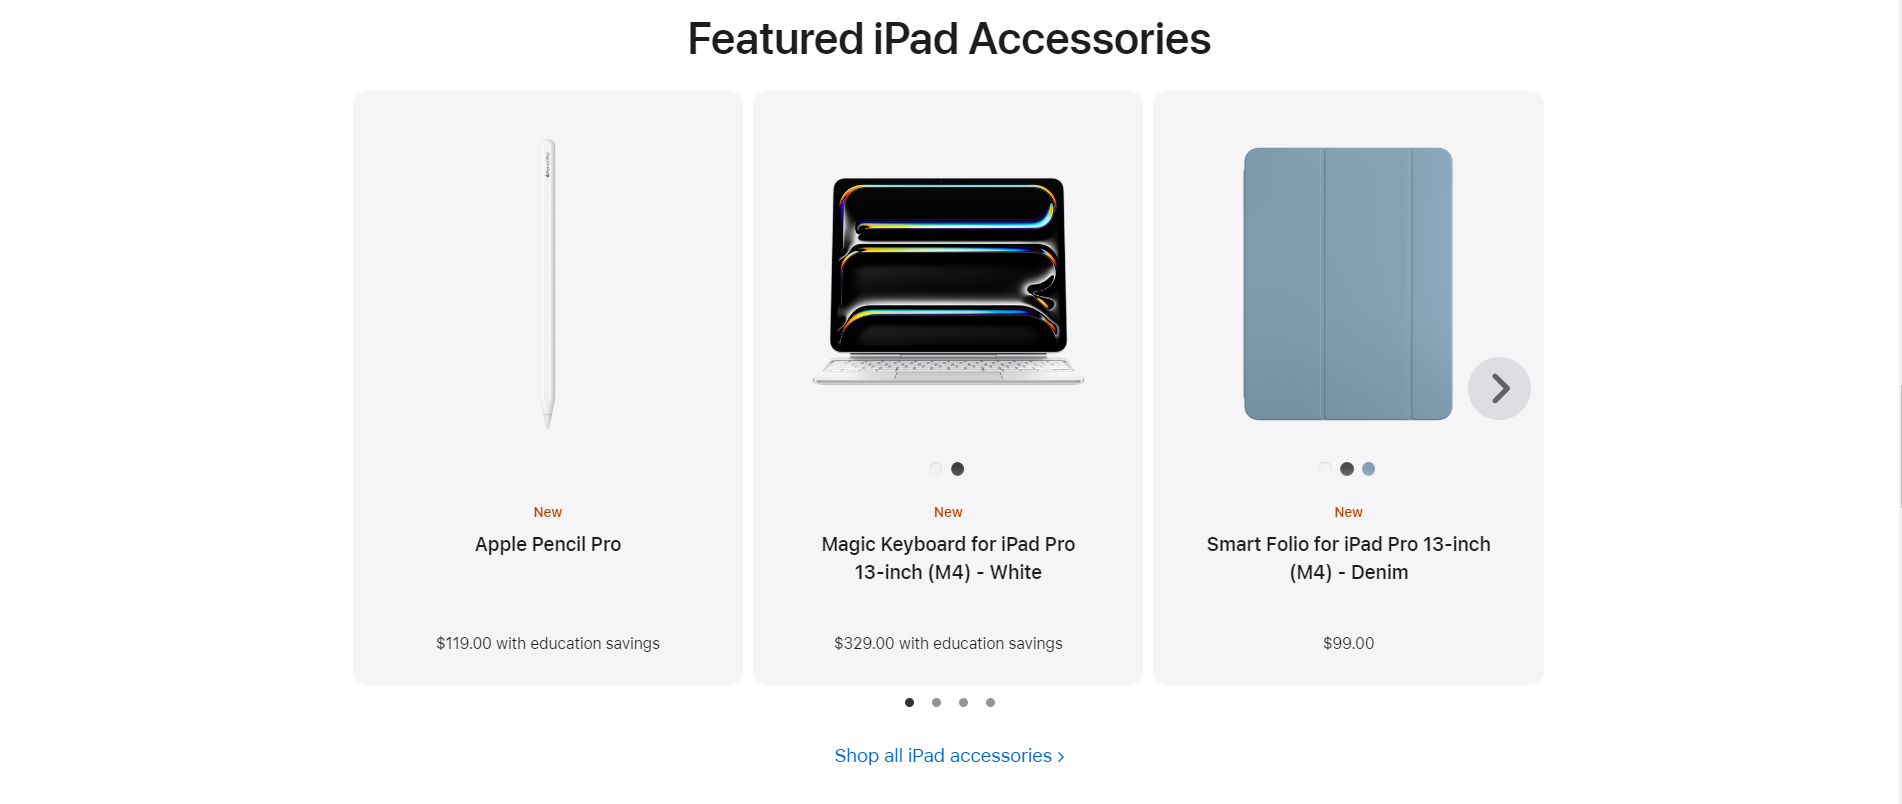 Featured iPad Accessories
New
Apple Pencil Pro
$119.00 with education savings
New
Magic Keyboard for iPad Pro
13-inch (M4) - White
$329.00 with education savings
New
Smart Folio for iPad Pro 13-inch
(M4) - Denim
$99.00
Shop all iPad accessories >